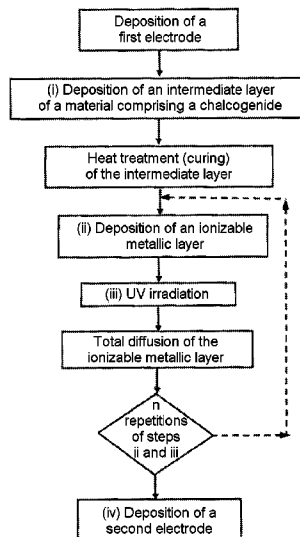 Deposition of a
first electrode
(i) Deposition of an intermediate layer
of a material comprising a chalcogenide
Heat treatment (curing)
of the intermediate layer
(ii) Deposition of an ionizable
metallic layer
(iii) UV irradiation
Total diffusion of the
ionizable metallic layer
n
repetitions
of steps
ii and iii
(iv) Deposition of a
second electrode